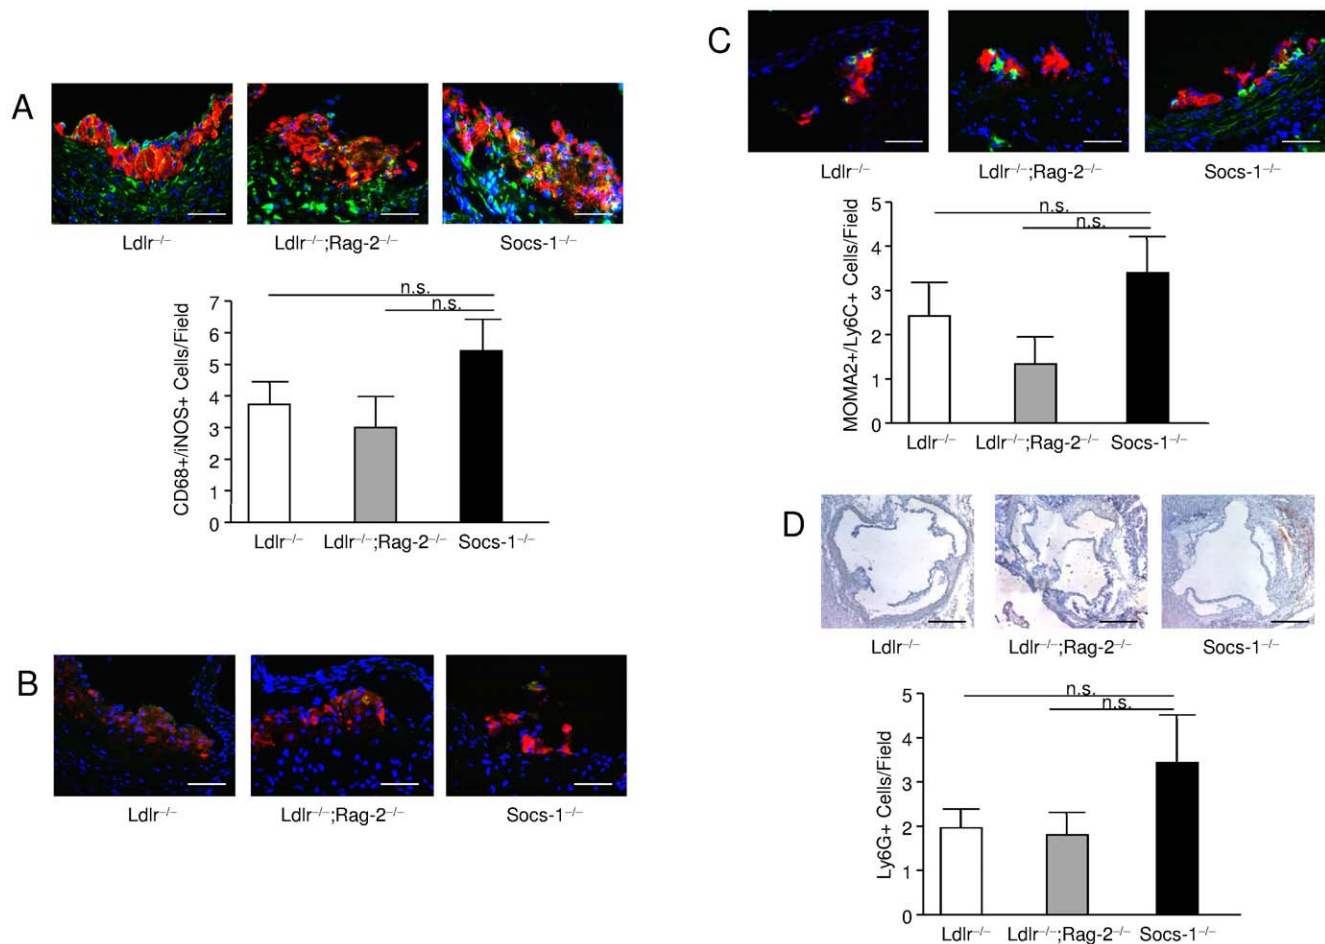 A
Ldlr⁻/⁻
Ldlr⁻/⁻;Rag-2⁻/⁻
Socs-1⁻/⁻
CD68+/iNOS+ Cells/Field
7
6
5
4
3
2
1
0
n.s.
n.s.
Ldlr⁻/⁻
Ldlr⁻/⁻;Rag-2⁻/⁻
Socs-1⁻/⁻
B
Ldlr⁻/⁻
Ldlr⁻/⁻;Rag-2⁻/⁻
Socs-1⁻/⁻
C
Ldlr⁻/⁻
Ldlr⁻/⁻;Rag-2⁻/⁻
Socs-1⁻/⁻
MOMA2+/Ly6C+ Cells/Field
5
4
3
2
1
0
n.s.
n.s.
Ldlr⁻/⁻
Ldlr⁻/⁻;Rag-2⁻/⁻
Socs-1⁻/⁻
D
Ldlr⁻/⁻
Ldlr⁻/⁻;Rag-2⁻/⁻
Socs-1⁻/⁻
Ly6G+ Cells/Field
5
4
3
2
1
0
n.s.
n.s.
Ldlr⁻/⁻
Ldlr⁻/⁻;Rag-2⁻/⁻
Socs-1⁻/⁻